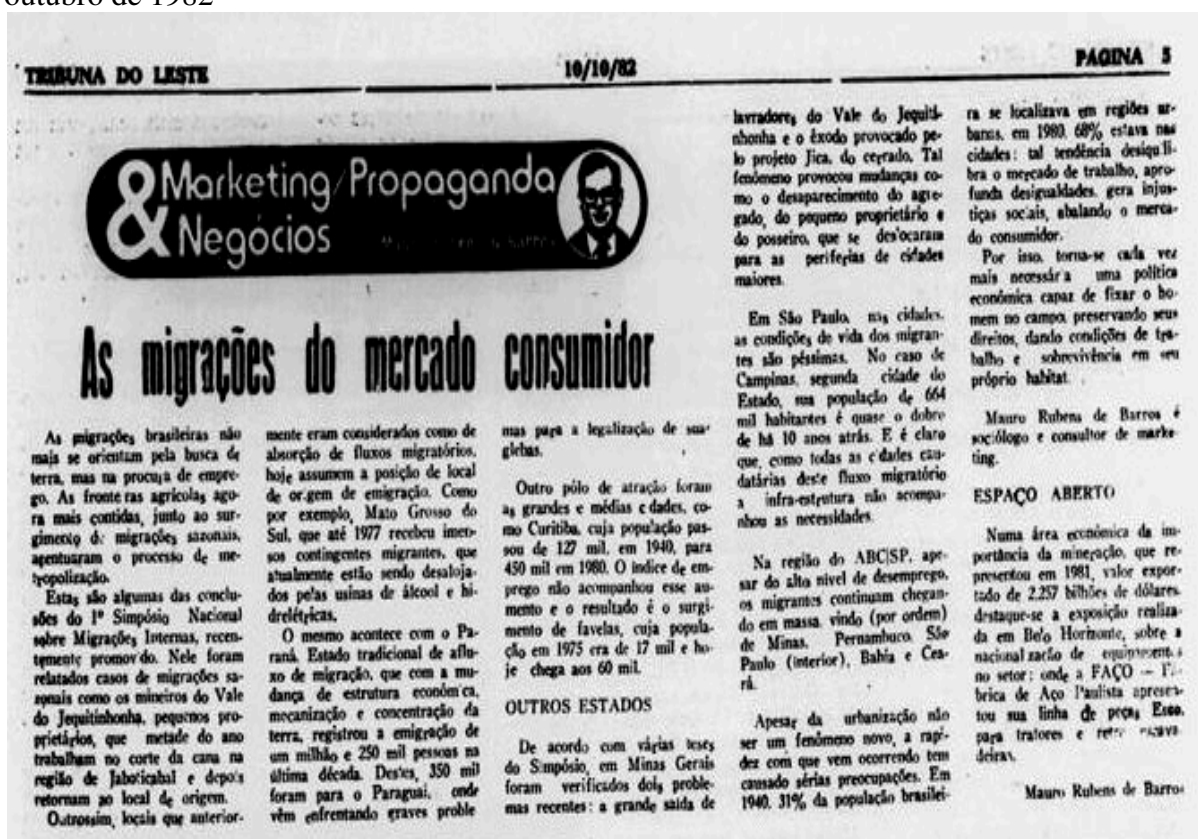 outubro de 1982
TRIBUNA DO LESTE
10/10/82
PAGINA 5
& Marketing/Propaganda
Negócios
As migrações do mercado consumidor
As migrações brasileiras não
mais se orientam pela busca de
terra, mas na procura de empre-
go. As fronteiras agrícolas ago-
ra mais contidas, junto ao sur-
gimento de migrações sazonais,
acentuaram o processo de me-
tropolização.
Estas são algumas das conclu-
sões do 1º Simpósio Nacional
sobre Migrações Internas, recen-
temente promovido. Nele foram
relatados casos de migrações sa-
zonais como os mineiros do Vale
do Jequitinhonha, pequenos pro-
prietários, que metade do ano
trabalham no corte da cana na
região de Jaboticabal e depois
retornam ao local de origem.
Outrossim, locais que anterior-
mente eram considerados como de
absorção de fluxos migratórios,
hoje assumem a posição de local
de origem de emigração. Como
por exemplo, Mato Grosso do
Sul, que até 1977 recebeu imen-
sos contingentes migrantes, que
atualmente estão sendo desaloja-
dos pelas usinas de álcool e hi-
drelétricas.
O mesmo acontece com o Pa-
raná. Estado tradicional de aflu-
xo de migração, que com a mu-
dança de estrutura econômica,
mecanização e concentração da
terra, registrou a emigração de
um milhão e 250 mil pessoas na
última década. Destes, 350 mil
foram para o Paraguai, onde
vêm enfrentando graves proble
mas para a legalização de suas
glebas.
Outro pólo de atração foram
as grandes e médias cidades, co-
mo Curitiba, cuja população pas-
sou de 127 mil, em 1940, para
450 mil em 1980. O índice de em-
prego não acompanhou esse au-
mento e o resultado é o surgi-
mento de favelas, cuja popula-
ção em 1975 era de 17 mil e ho-
je chega aos 60 mil.
OUTROS ESTADOS
De acordo com várias teses
do Simpósio, em Minas Gerais
foram verificados dois proble-
mas recentes: a grande saída de
lavradores do Vale do Jequiti-
nhonha e o êxodo provocado pe-
lo projeto Jica, do cerrado. Tal
fenômeno provocou mudanças co-
mo o desaparecimento do agre-
gado, do pequeno proprietário e
do posseiro, que se deslocaram
para as periferias de cidades
maiores.
Em São Paulo, nas cidades,
as condições de vida dos migran-
tes são péssimas. No caso de
Campinas, segunda cidade do
Estado, sua população de 664
mil habitantes é quase o dobro
de há 10 anos atrás. E é claro
que, como todas as cidades cau-
datárias deste fluxo migratório
a infra-estrutura não acompa-
nhou as necessidades.
Na região do ABC|SP, ape-
sar do alto nível de desemprego,
os migrantes continuam chegan-
do em massa, vindo (por ordem)
de Minas, Pernambuco, São
Paulo (interior), Bahia e Cea-
rá.
Apesar da urbanização não
ser um fenômeno novo, a rapi-
dez com que vem ocorrendo tem
causado sérias preocupações. Em
1940, 31% da população brasilei-
ra se localizava em regiões ur-
banas, em 1980, 68% estava nas
cidades: tal tendência desiquili-
bra o mercado de trabalho, apro-
funda desigualdades, gera injus-
tiças sociais, abalando o merca-
do consumidor.
Por isso, torna-se cada vez
mais necessária uma política
econômica capaz de fixar o ho-
mem no campo, preservando seus
direitos, dando condições de tra-
balho e sobrevivência em seu
próprio habitat.
Mauro Rubens de Barros é
sociólogo e consultor de marke-
ting.
ESPAÇO ABERTO
Numa área econômica da im-
portância da mineração, que re-
presentou em 1981, valor expor-
tado de 2.257 bilhões de dólares,
destaque-se a exposição realiza-
da em Belo Horizonte, sobre a
nacionalização de equipamentos
no setor: onde a FAÇO — Fá-
brica de Aço Paulista apresen-
tou sua linha de peças Esco,
para tratores e retro escava-
deiras.
Mauro Rubens de Barros